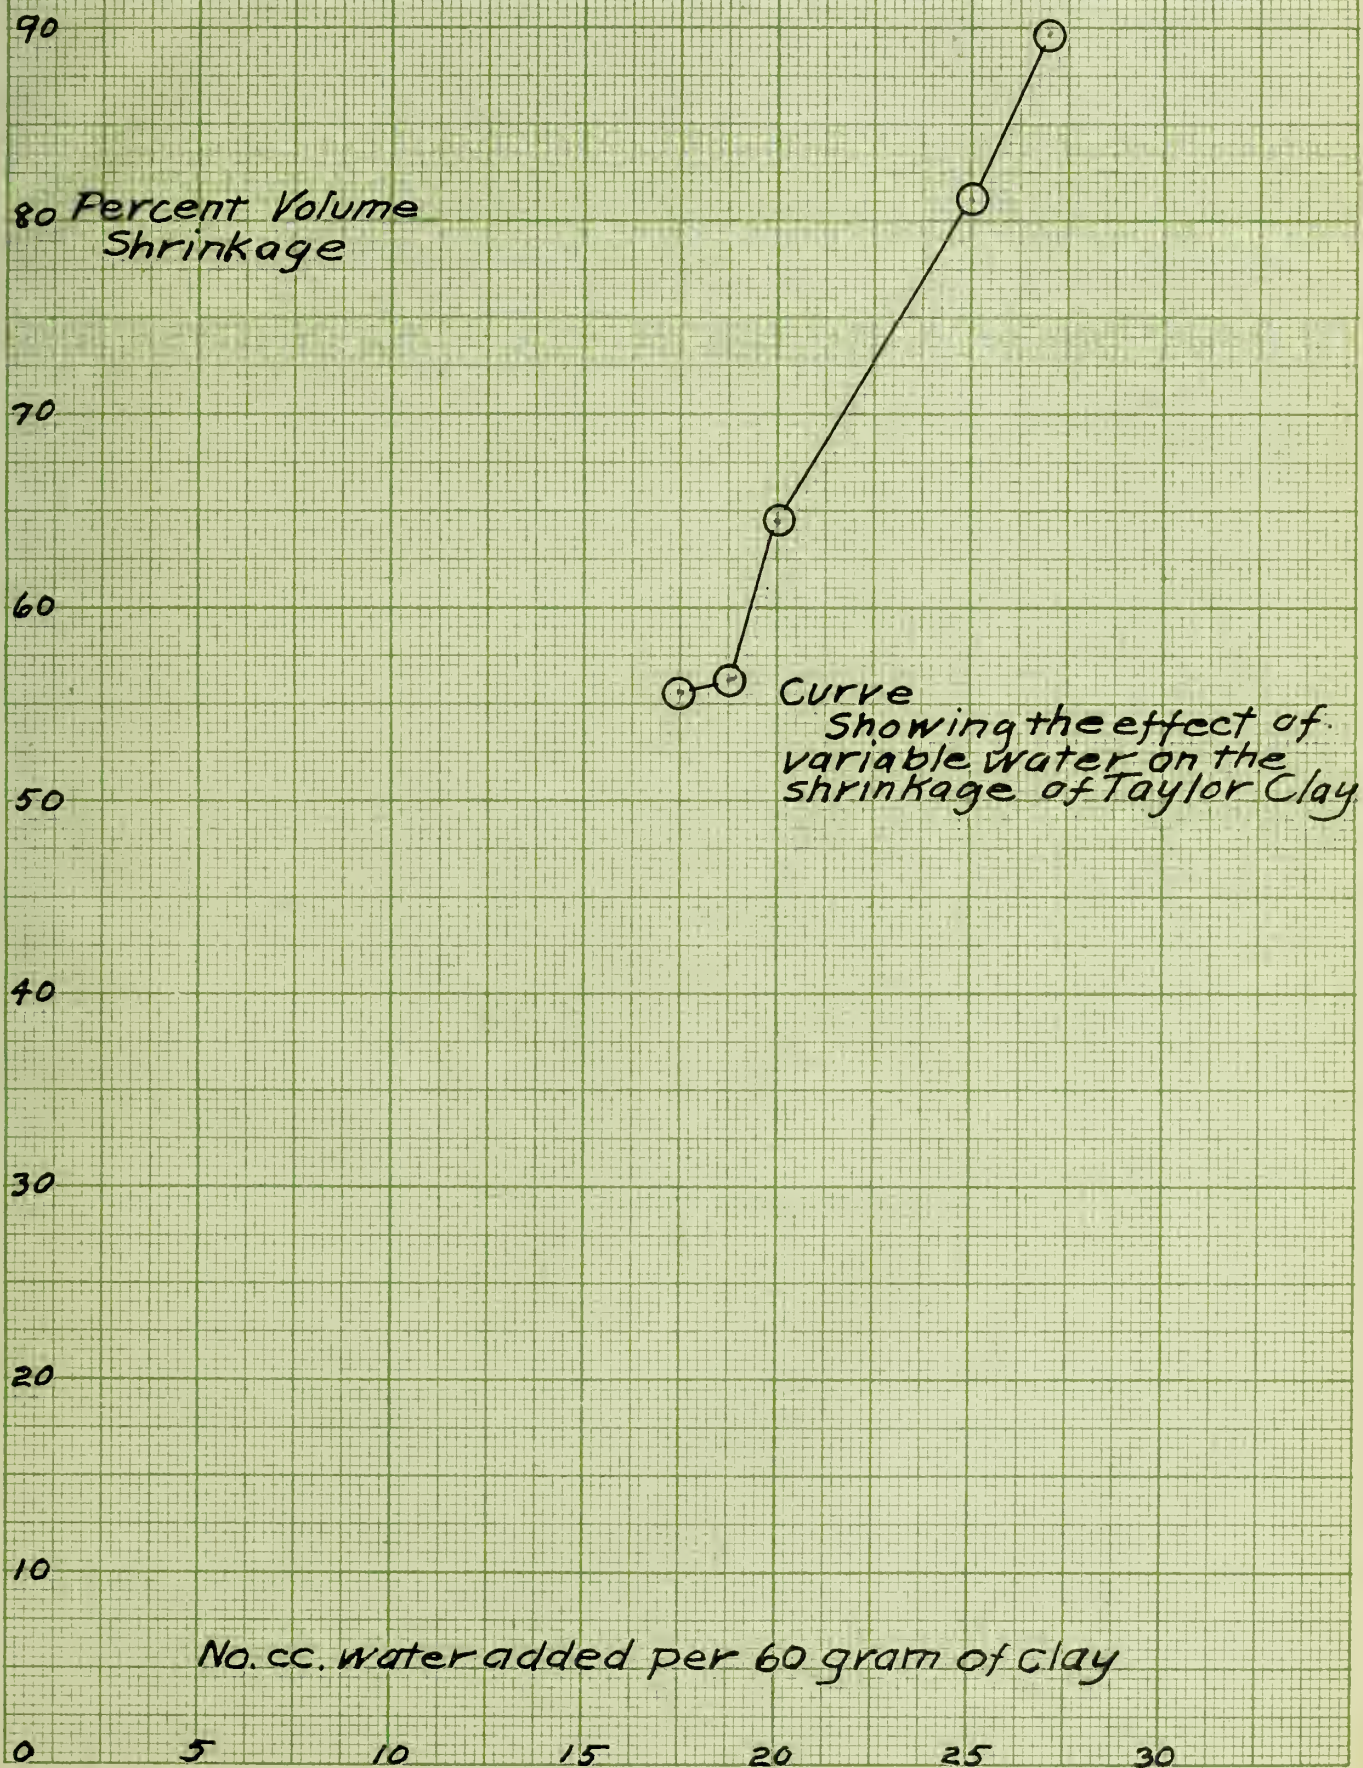 90
80 Percent Volume
Shrinkage
70
60
Curve
Showing the effect of
variable water on the
shrinkage of Taylor Clay
50
40
30
20
10
No. cc. water added per 60 gram of clay
0 5 10 15 20 25 30